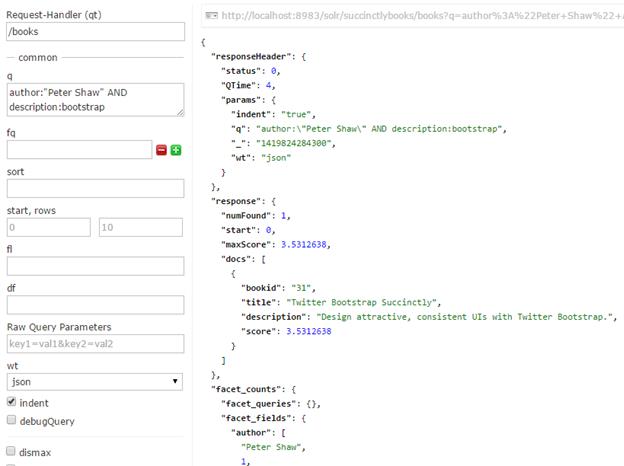 Request-Handler (qt)
/books
common
q
author:"Peter Shaw" AND
description:bootstrap
fq
sort
start, rows
0 10
fl
df
Raw Query Parameters
key1=val1&key2=val2
wt
json
indent
debugQuery
dismax
http://localhost:8983/solr/succinctlybooks/books?q=author%3A%22Peter+Shaw%22+
{
"responseHeader": {
"status": 0,
"QTime": 4,
"params": {
"indent": "true",
"q": "author:\"Peter Shaw\" AND description:bootstrap",
"_": "1419824284300",
"wt": "json"
}
},
"response": {
"numFound": 1,
"start": 0,
"maxScore": 3.5312638,
"docs": [
{
"bookid": "31",
"title": "Twitter Bootstrap Succinctly",
"description": "Design attractive, consistent UIs with Twitter Bootstrap.",
"score": 3.5312638
}
]
},
"facet_counts": {
"facet_queries": {},
"facet_fields": {
"author": [
"Peter Shaw",
1,